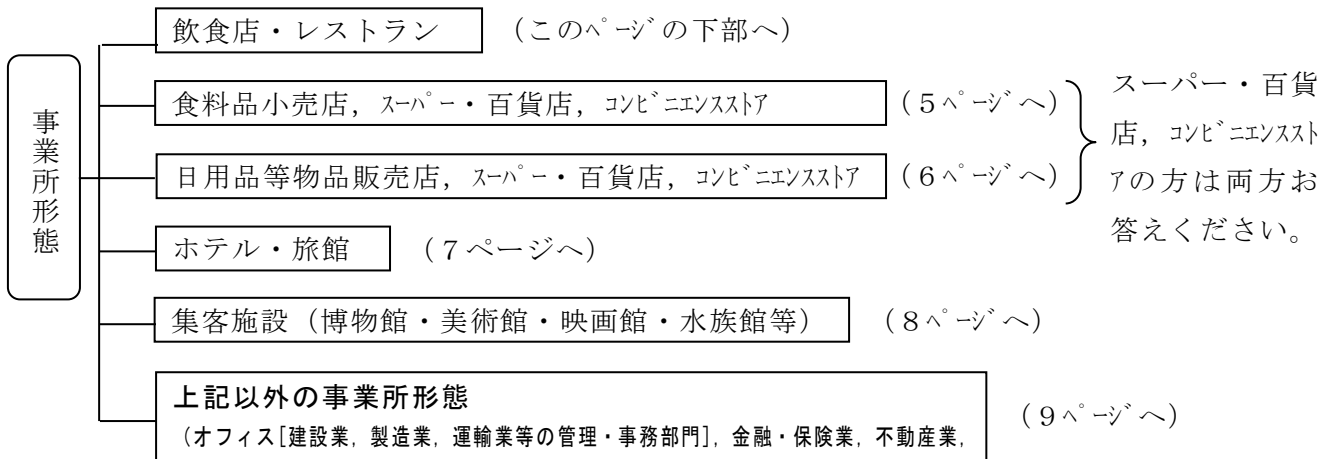 事業所形態
飲食店・レストラン (このﾍﾟｰｼﾞの下部へ)
食料品小売店，ｽｰﾊﾟｰ・百貨店，ｺﾝﾋﾞﾆｴﾝｽｽﾄｱ (５ﾍﾟｰｼﾞへ)
日用品等物品販売店，ｽｰﾊﾟｰ・百貨店，ｺﾝﾋﾞﾆｴﾝｽｽﾄｱ (６ﾍﾟｰｼﾞへ)
スーパー・百貨
店，ｺﾝﾋﾞﾆｴﾝｽｽﾄ
ｱの方は両方お
答えください。
ホテル・旅館 (７ページへ)
集客施設（博物館・美術館・映画館・水族館等） (８ﾍﾟｰｼﾞへ)
上記以外の事業所形態
（オフィス[建設業，製造業，運輸業等の管理・事務部門]，金融・保険業，不動産業，
(９ﾍﾟｰｼﾞへ)